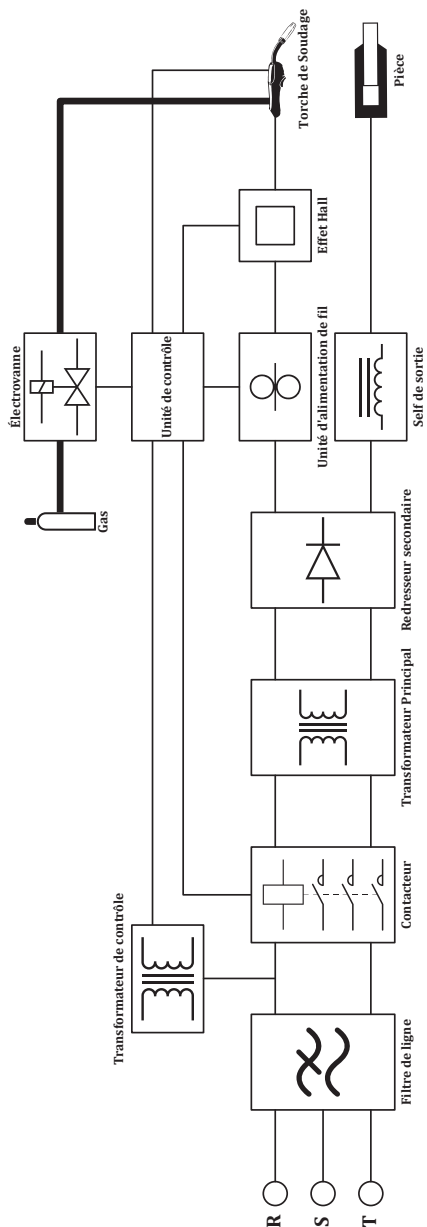 Électrovanne
Gas
Unité de contrôle
Torche de Soudage
Pièce
Effet Hall
Unité d'alimentation de fil
Self de sortie
Redresseur secondaire
Transformateur Principal
Transformateur de contrôle
Contacteur
Filtre de ligne
R
S
T